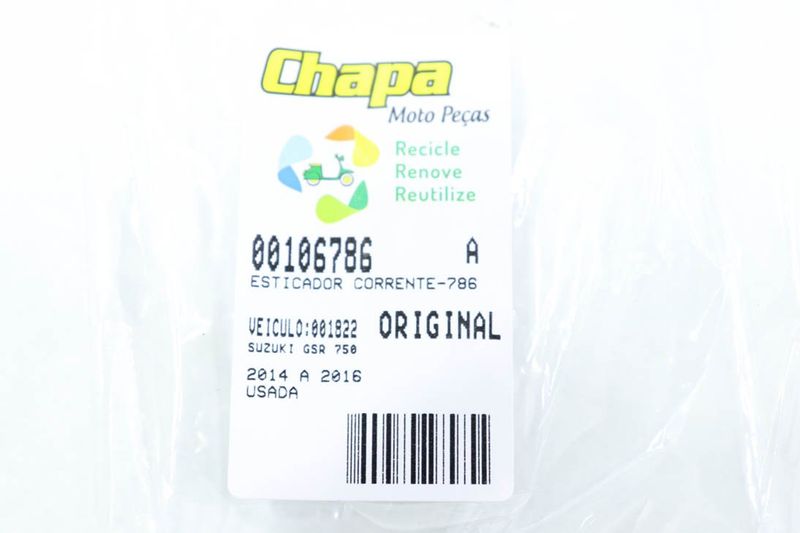 Chapa
Moto Peças
Recicle
Renove
Reutilize
00106786 A
ESTICADOR CORRENTE-786
VEICULO:001822 ORIGINAL
SUZUKI GSR 750
2014 A 2016
USADA